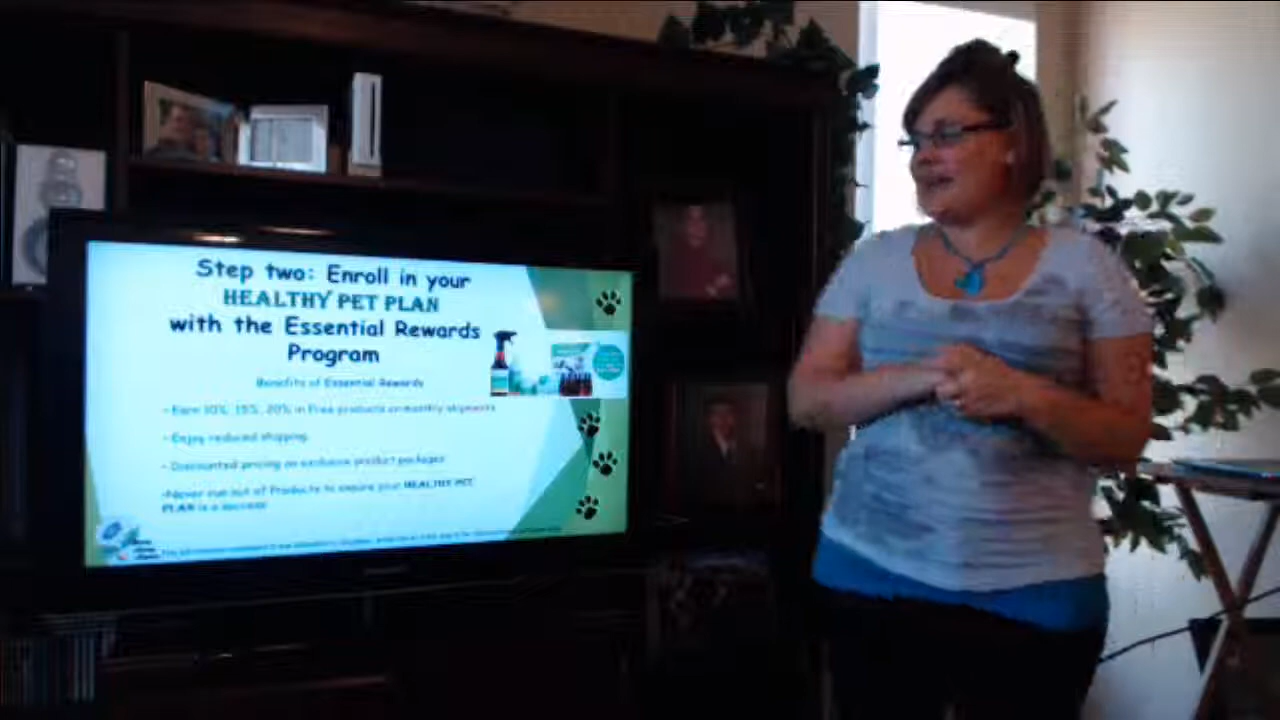 Step two: Enroll in your
HEALTHY PET PLAN
with the Essential Rewards
Program
Benefits of Essential Rewards
• Earn 10%, 15%, 20% in Free products on monthly shipments
• Enjoy reduced shipping
• Discounted pricing on exclusive product packages
•Never run out of Products to ensure your HEALTHY PET
PLAN is a success